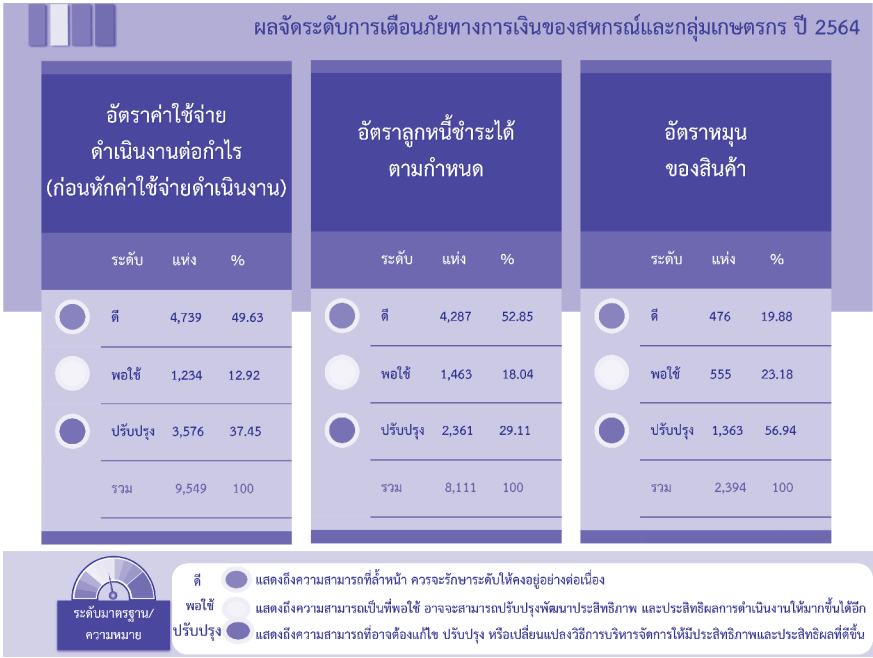 ผลจัดระดับการเตือนภัยทางการเงินของสหกรณ์และกลุ่มเกษตรกร ปี 2564
อัตราค่าใช้จ่าย
ดำเนินงานต่อกำไร
(ก่อนหักค่าใช้จ่ายดำเนินงาน)
ระดับ แห่ง %
ดี 4,739 49.63
พอใช้ 1,234 12.92
ปรับปรุง 3,576 37.45
รวม 9,549 100
อัตราลูกหนี้ชำระได้
ตามกำหนด
ระดับ แห่ง %
ดี 4,287 52.85
พอใช้ 1,463 18.04
ปรับปรุง 2,361 29.11
รวม 8,111 100
อัตราหมุน
ของสินค้า
ระดับ แห่ง %
ดี 476 19.88
พอใช้ 555 23.18
ปรับปรุง 1,363 56.94
รวม 2,394 100
ระดับมาตรฐาน/
ความหมาย
ดี แสดงถึงความสามารถที่ล้ำหน้า ควรจะรักษาระดับให้คงอยู่อย่างต่อเนื่อง
พอใช้ แสดงถึงความสามารถเป็นที่พอใช้ อาจจะสามารถปรับปรุงพัฒนาประสิทธิภาพ และประสิทธิผลการดำเนินงานให้มากขึ้นได้อีก
ปรับปรุง แสดงถึงความสามารถที่อาจต้องแก้ไข ปรับปรุง หรือเปลี่ยนแปลงวิธีการบริหารจัดการให้มีประสิทธิภาพและประสิทธิผลที่ดีขึ้น